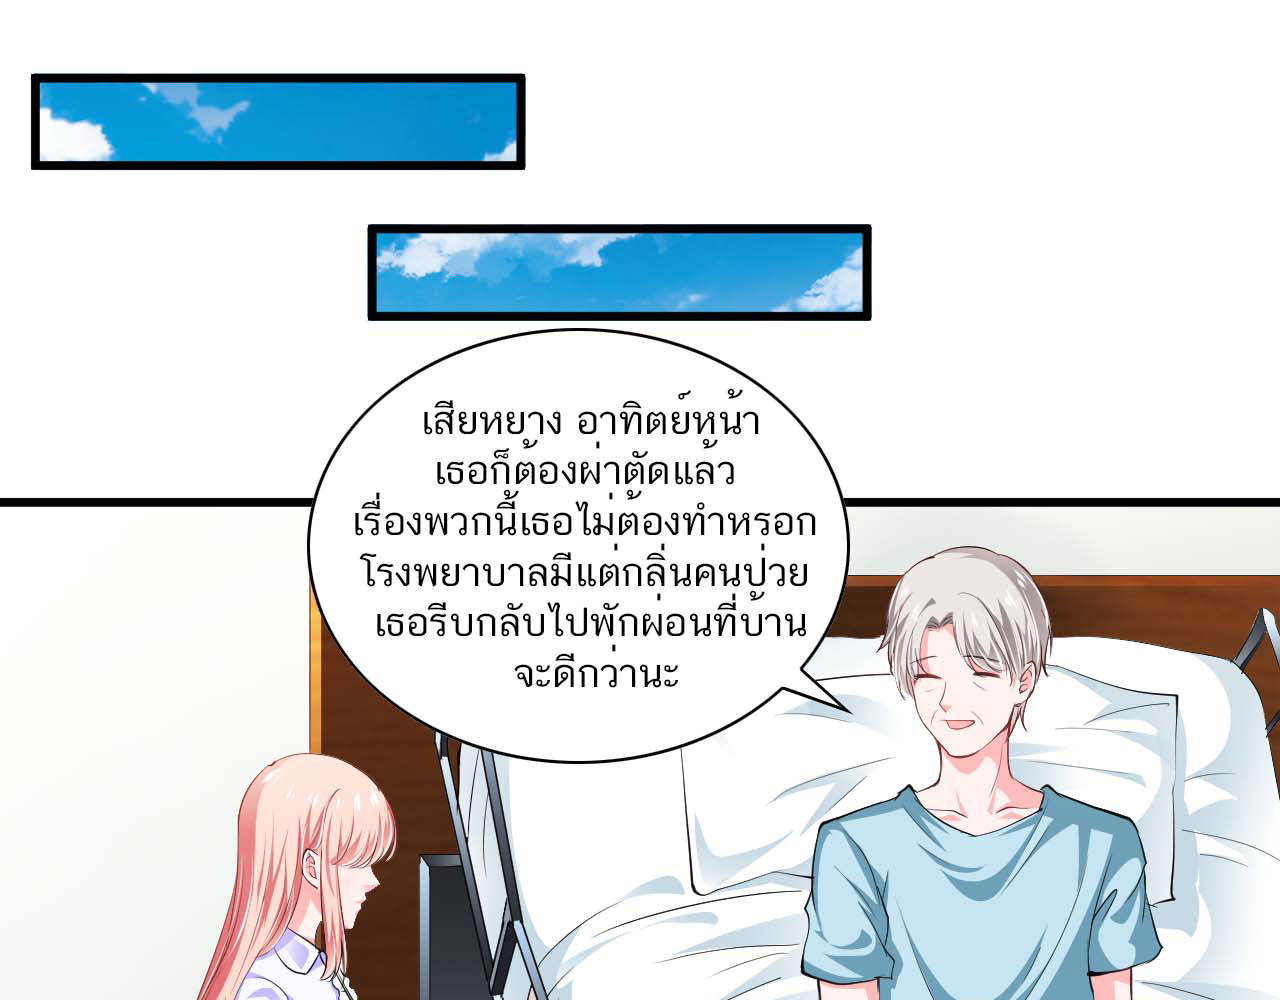 เสียหยาง อาทิตย์หน้า
เธอก็ต้องผ่าตัดแล้ว
เรื่องพวกนี้เธอไม่ต้องทำหรอก
โรงพยาบาลมีแต่กลิ่นคนป่วย
เธอรีบกลับไปพักผ่อนที่บ้าน
จะดีกว่านะ